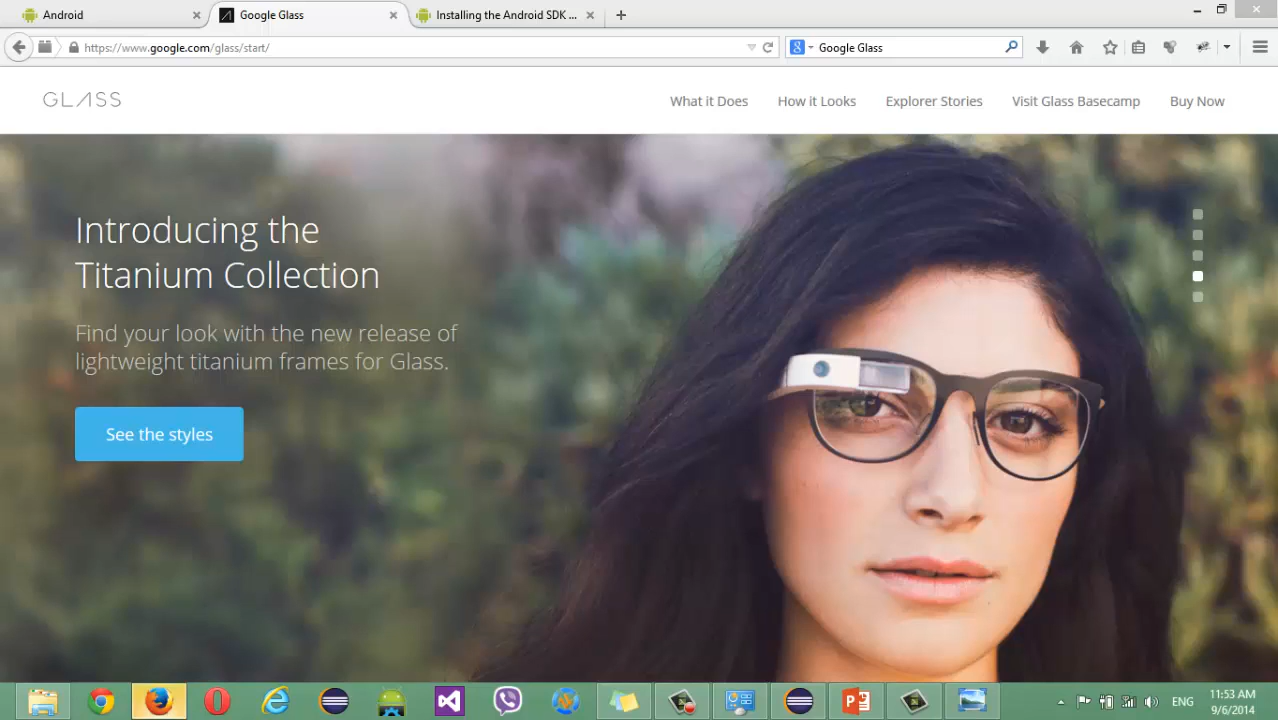 Android
Google Glass
Installing the Android SDK ...
https://www.google.com/glass/start/
Google Glass
GLASS
What it Does
How it Looks
Explorer Stories
Visit Glass Basecamp
Buy Now
Introducing the
Titanium Collection
Find your look with the new release of
lightweight titanium frames for Glass.
See the styles
ENG
11:53 AM
9/6/2014